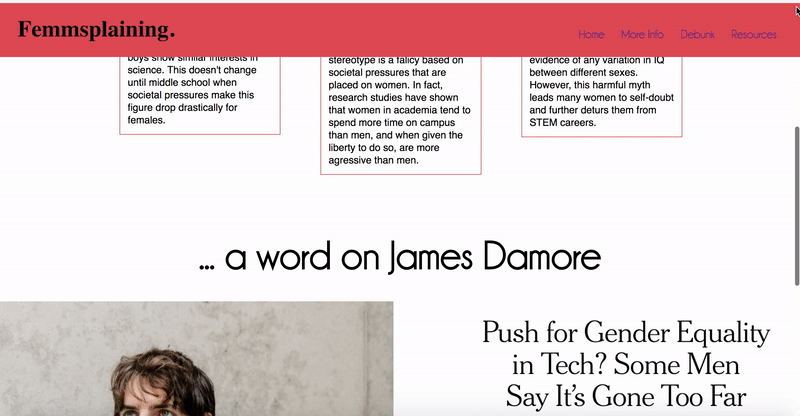 Femmsplaining.
Home More Info Debunk Resources
boys show similar interests in
science. This doesn't change
until middle school when
societal pressures make this
figure drop drastically for
females.
stereotype is a falicy based on
societal pressures that are
placed on women. In fact,
research studies have shown
that women in academia tend to
spend more time on campus
than men, and when given the
liberty to do so, are more
agressive than men.
evidence of any variation in IQ
between different sexes.
However, this harmful myth
leads many women to self-doubt
and further deturs them from
STEM careers.
... a word on James Damore
Push for Gender Equality
in Tech? Some Men
Say It's Gone Too Far